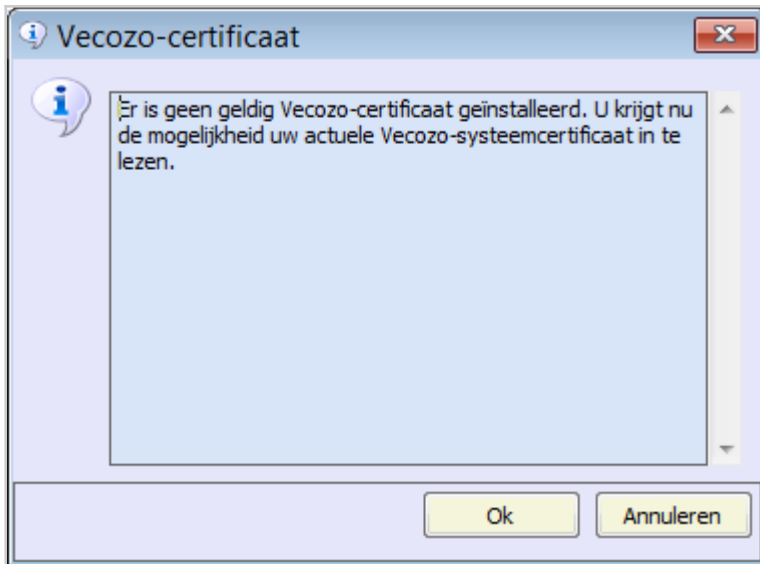 Vecozo-certificaat
Er is geen geldig Vecozo-certificaat geïnstalleerd. U krijgt nu
de mogelijkheid uw actuele Vecozo-systeemcertificaat in te
lezen.
Ok
Annuleren